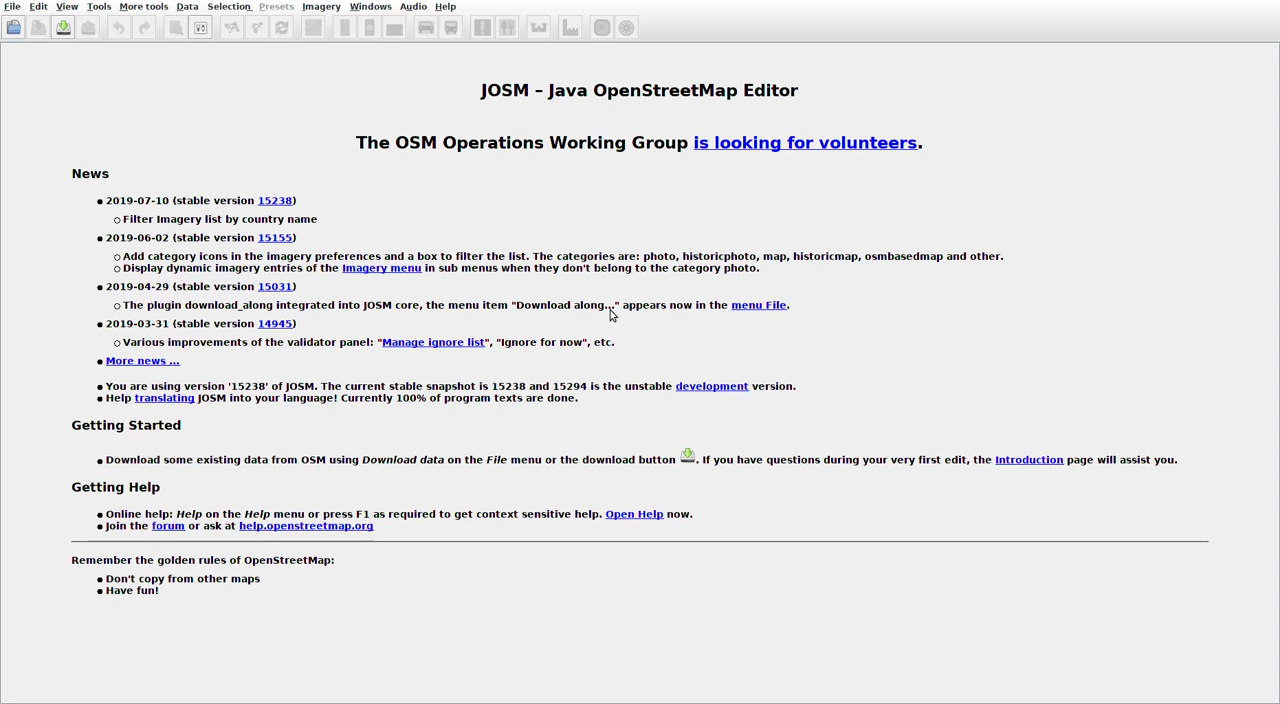 File Edit View Tools More tools Data Selection Presets Imagery Windows Audio Help
JOSM – Java OpenStreetMap Editor
The OSM Operations Working Group is looking for volunteers.
News
2019-07-10 (stable version 15238)
Filter Imagery list by country name
2019-06-02 (stable version 15155)
Add category icons in the imagery preferences and a box to filter the list. The categories are: photo, historicphoto, map, historicmap, osmbasedmap and other.
Display dynamic imagery entries of the Imagery menu in sub menus when they don't belong to the category photo.
2019-04-29 (stable version 15031)
The plugin download_along integrated into JOSM core, the menu item "Download along..." appears now in the menu File.
2019-03-31 (stable version 14945)
Various improvements of the validator panel: "Manage ignore list", "Ignore for now", etc.
More news ...
You are using version '15238' of JOSM. The current stable snapshot is 15238 and 15294 is the unstable development version.
Help translating JOSM into your language! Currently 100% of program texts are done.
Getting Started
Download some existing data from OSM using Download data on the File menu or the download button . If you have questions during your very first edit, the Introduction page will assist you.
Getting Help
Online help: Help on the Help menu or press F1 as required to get context sensitive help. Open Help now.
Join the forum or ask at help.openstreetmap.org
Remember the golden rules of OpenStreetMap:
Don't copy from other maps
Have fun!